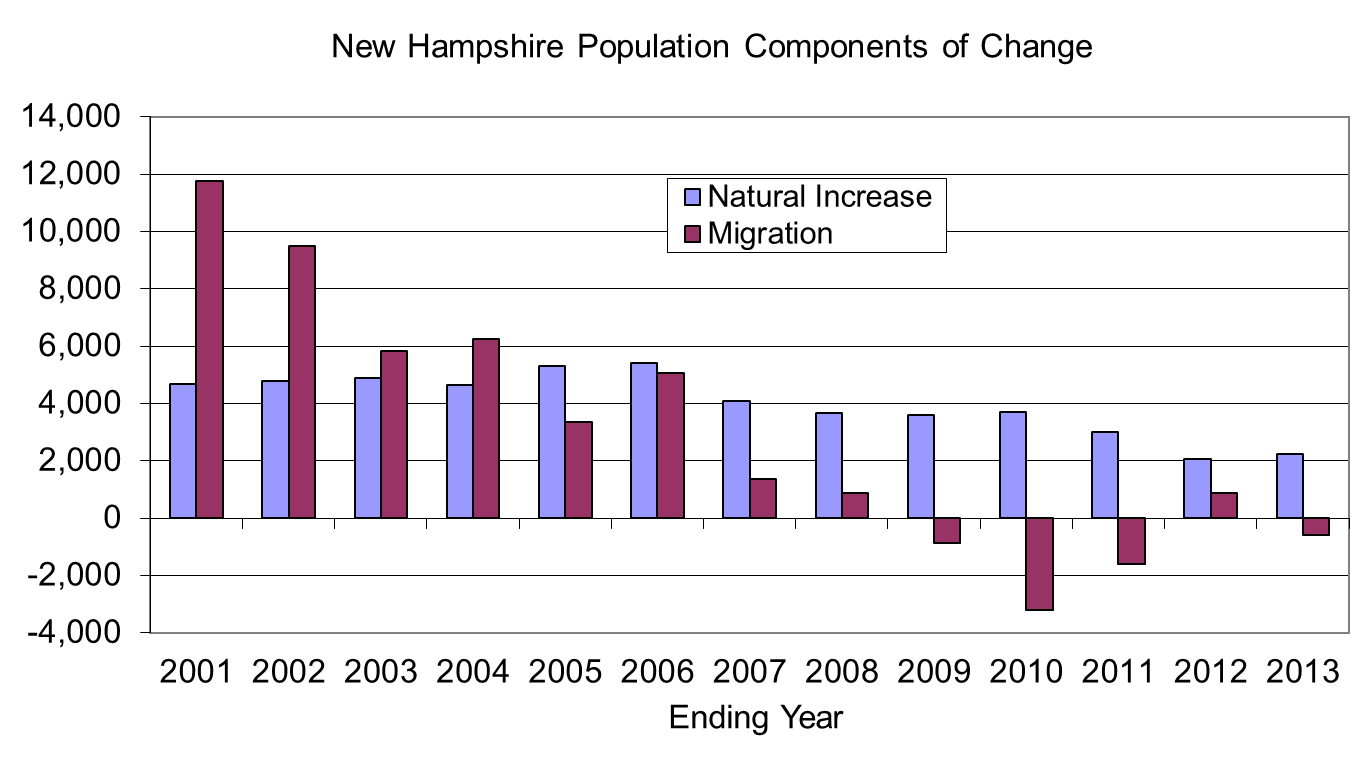 New Hampshire Population Components of Change
14,000
12,000
10,000
8,000
6,000
4,000
2,000
0
-2,000
-4,000
Natural Increase
Migration
2001 2002 2003 2004 2005 2006 2007 2008 2009 2010 2011 2012 2013
Ending Year